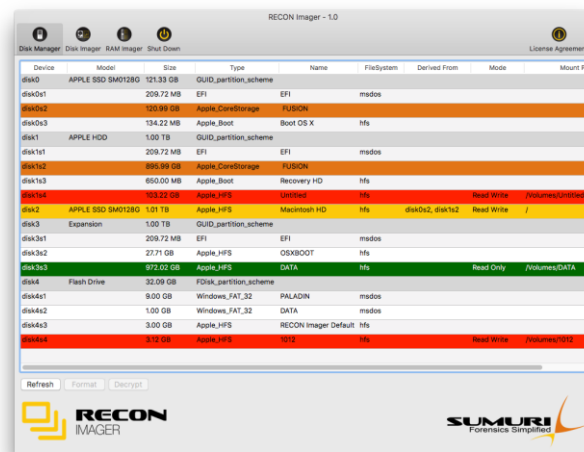 RECON Imager - 1.0
Disk Manager Disk Imager RAM Imager Shut Down License Agreemen
Device Model Size Type Name FileSystem Derived From Mode Mount P
disk0 APPLE SSD SM0128G 121.33 GB GUID_partition_scheme
disk0s1 209.72 MB EFI EFI msdos
disk0s2 120.99 GB Apple_CoreStorage FUSION
disk0s3 134.22 MB Apple_Boot Boot OS X hfs
disk1 APPLE HDD 1.00 TB GUID_partition_scheme
disk1s1 209.72 MB EFI EFI msdos
disk1s2 895.99 GB Apple_CoreStorage FUSION
disk1s3 650.00 MB Apple_Boot Recovery HD hfs
disk1s4 103.22 GB Apple_HFS Untitled hfs Read Write /Volumes/Untitled
disk2 APPLE SSD SM0128G 1.01 TB Apple_HFS Macintosh HD hfs disk0s2, disk1s2 Read Write /
disk3 Expansion 1.00 TB GUID_partition_scheme
disk3s1 209.72 MB EFI EFI msdos
disk3s2 27.71 GB Apple_HFS OSXBOOT hfs
disk3s3 972.02 GB Apple_HFS DATA hfs Read Only /Volumes/DATA
disk4 Flash Drive 32.09 GB FDisk_partition_scheme
disk4s1 9.00 GB Windows_FAT_32 PALADIN msdos
disk4s2 1.00 GB Windows_FAT_32 DATA msdos
disk4s3 3.00 GB Apple_HFS RECON Imager Default hfs
disk4s4 3.12 GB Apple_HFS 1012 hfs Read Write /Volumes/1012
Refresh Format Decrypt
RECON
IMAGER
SUMURI
Forensics Simplified